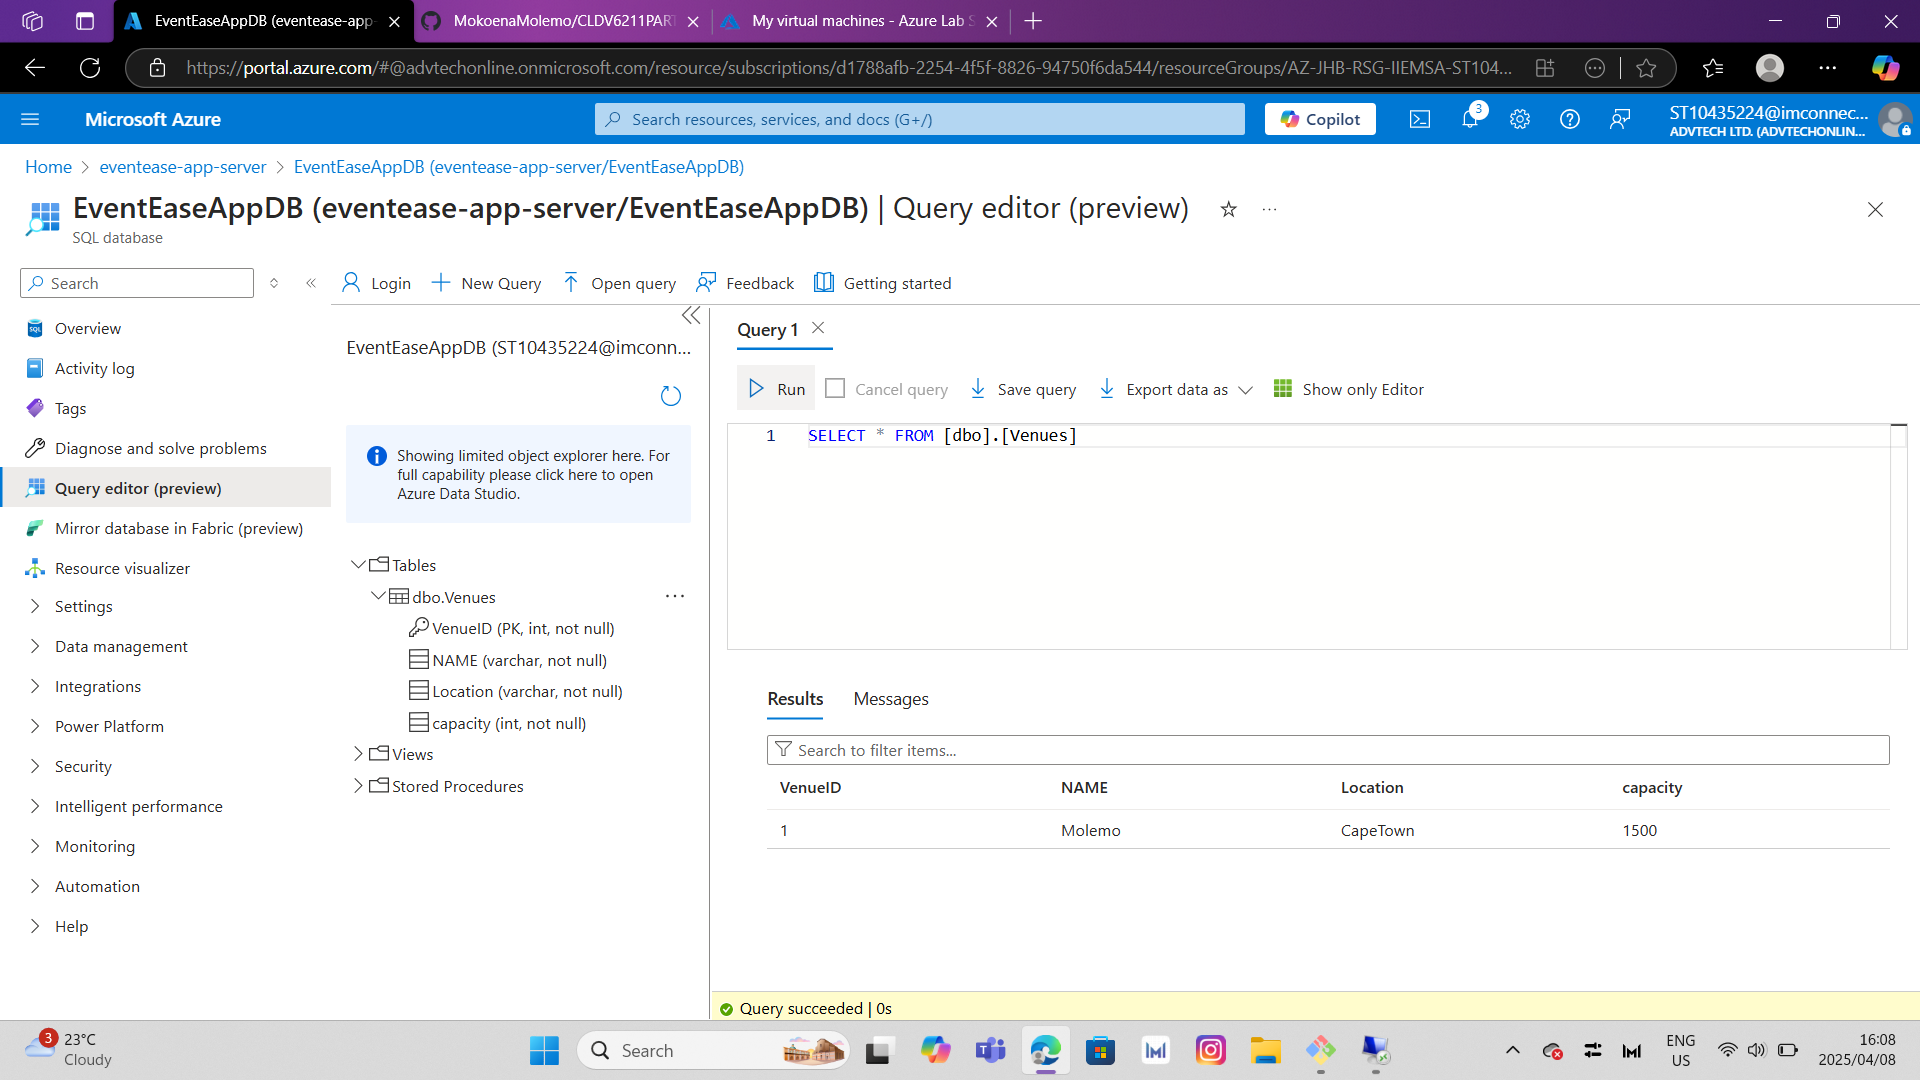 EventEaseAppDB (eventease-app-
MokoenaMolemo/CLDV6211PART
My virtual machines - Azure Lab S
https://portal.azure.com/#@advtechonline.onmicrosoft.com/resource/subscriptions/d1788afb-2254-4f5f-8826-94750f6da544/resourceGroups/AZ-JHB-RSG-IIEMSA-ST104...
Microsoft Azure
Search resources, services, and docs (G+/)
Copilot
3
ST10435224@imconnec...
ADVTECH LTD. (ADVTECHONLIN...
Home > eventease-app-server > EventEaseAppDB (eventease-app-server/EventEaseAppDB)
EventEaseAppDB (eventease-app-server/EventEaseAppDB) | Query editor (preview)
SQL database
Search
Login
New Query
Open query
Feedback
Getting started
Overview
Activity log
Tags
Diagnose and solve problems
Query editor (preview)
Mirror database in Fabric (preview)
Resource visualizer
Settings
Data management
Integrations
Power Platform
Security
Intelligent performance
Monitoring
Automation
Help
EventEaseAppDB (ST10435224@imconn...
Showing limited object explorer here. For
full capability please click here to open
Azure Data Studio.
Tables
dbo.Venues
VenueID (PK, int, not null)
NAME (varchar, not null)
Location (varchar, not null)
capacity (int, not null)
Views
Stored Procedures
Query 1
Run
Cancel query
Save query
Export data as
Show only Editor
1 SELECT * FROM [dbo].[Venues]
Results
Messages
Search to filter items...
VenueID NAME Location capacity
1 Molemo CapeTown 1500
Query succeeded | 0s
3
23°C
Cloudy
Search
ENG
US
16:08
2025/04/08